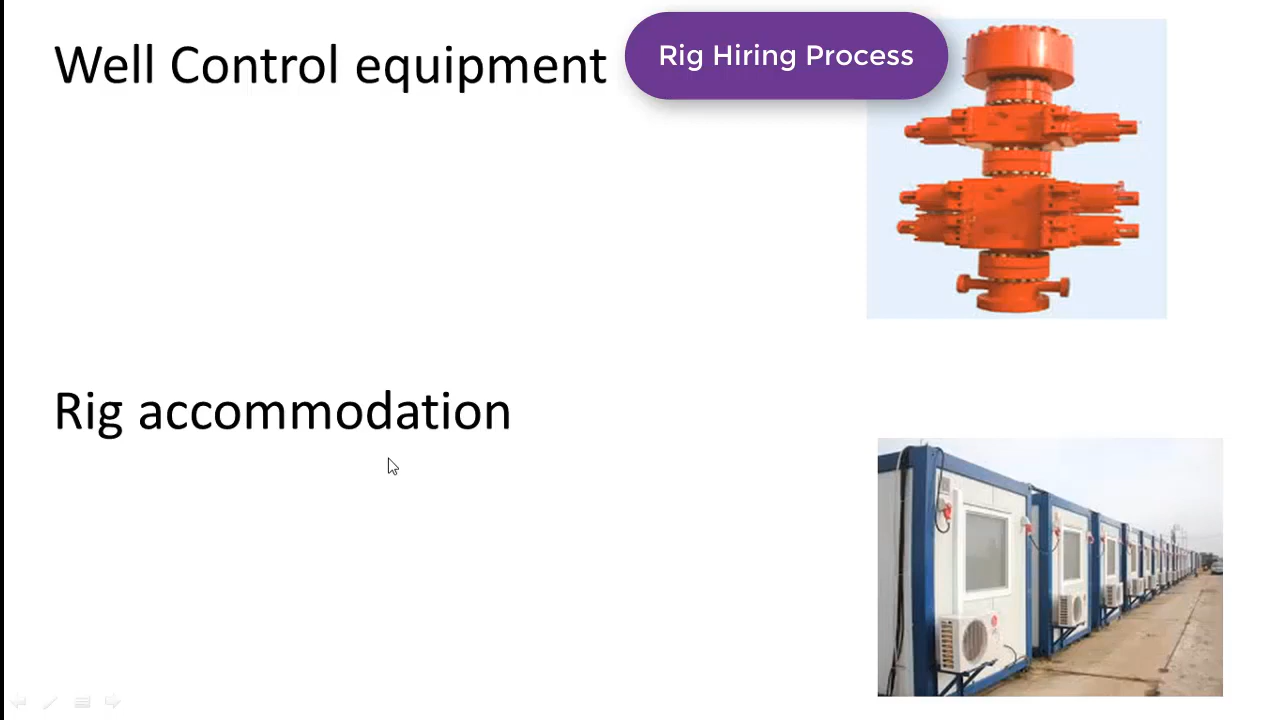 Well Control equipment
Rig Hiring Process
Rig accommodation